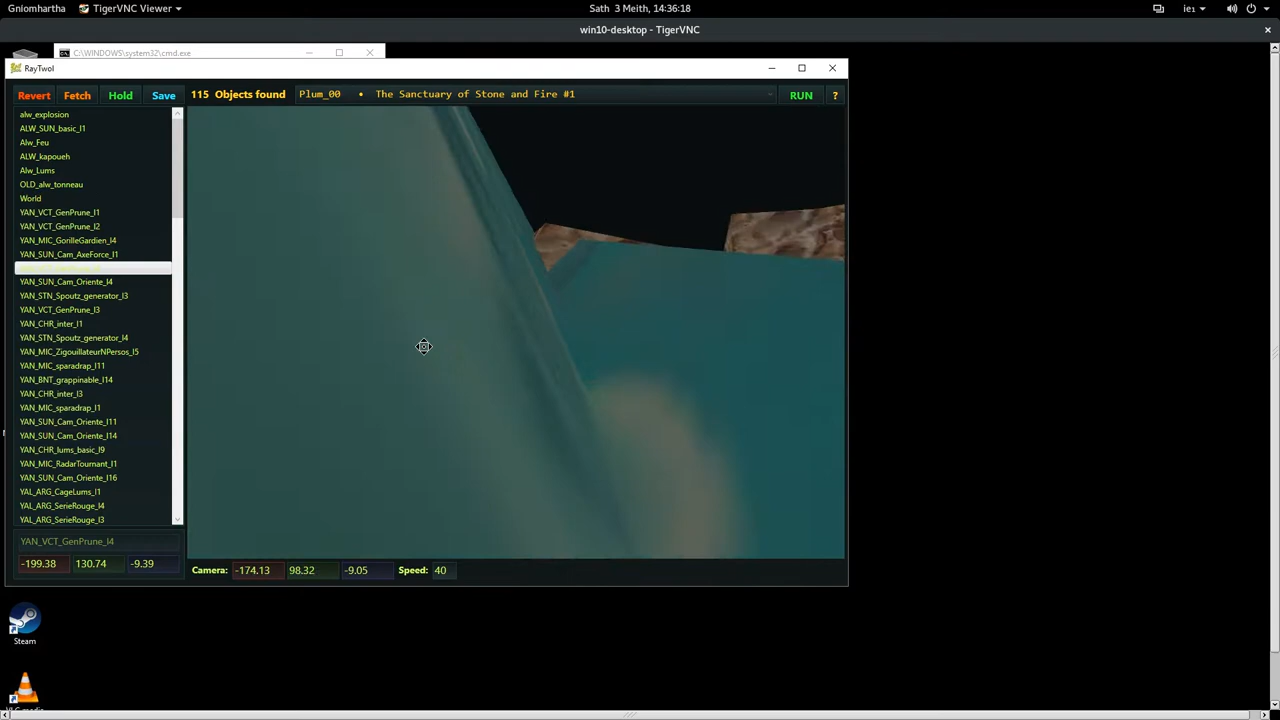 Gníomhartha TigerVNC Viewer Sath 3 Meith, 14:36:18 ie1
win10-desktop - TigerVNC
C:\WINDOWS\system32\cmd.exe
RayTwol
Revert Fetch Hold Save 115 Objects found Plum_00 • The Sanctuary of Stone and Fire #1 RUN ?
alw_explosion
ALW_SUN_basic_I1
Alw_Feu
ALW_kapoueh
Alw_Lums
OLD_alw_tonneau
World
YAN_VCT_GenPrune_I1
YAN_VCT_GenPrune_I2
YAN_MIC_GorilleGardien_I4
YAN_SUN_Cam_AxeForce_I1
YAN_SUN_Cam_Oriente_I4
YAN_STN_Spoutz_generator_I3
YAN_VCT_GenPrune_I3
YAN_CHR_inter_I1
YAN_STN_Spoutz_generator_I4
YAN_MIC_ZigouillateurNPersos_I5
YAN_MIC_sparadrap_I11
YAN_BNT_grappinable_I14
YAN_CHR_inter_I3
YAN_MIC_sparadrap_I1
YAN_SUN_Cam_Oriente_I11
YAN_SUN_Cam_Oriente_I14
YAN_CHR_lums_basic_I9
YAN_MIC_RadarTournant_I1
YAN_SUN_Cam_Oriente_I16
YAL_ARG_CageLums_I1
YAL_ARG_SerieRouge_I4
YAL_ARG_SerieRouge_I3
YAN_VCT_GenPrune_I4
-199.38 130.74 -9.39
Camera: -174.13 98.32 -9.05 Speed: 40
Steam